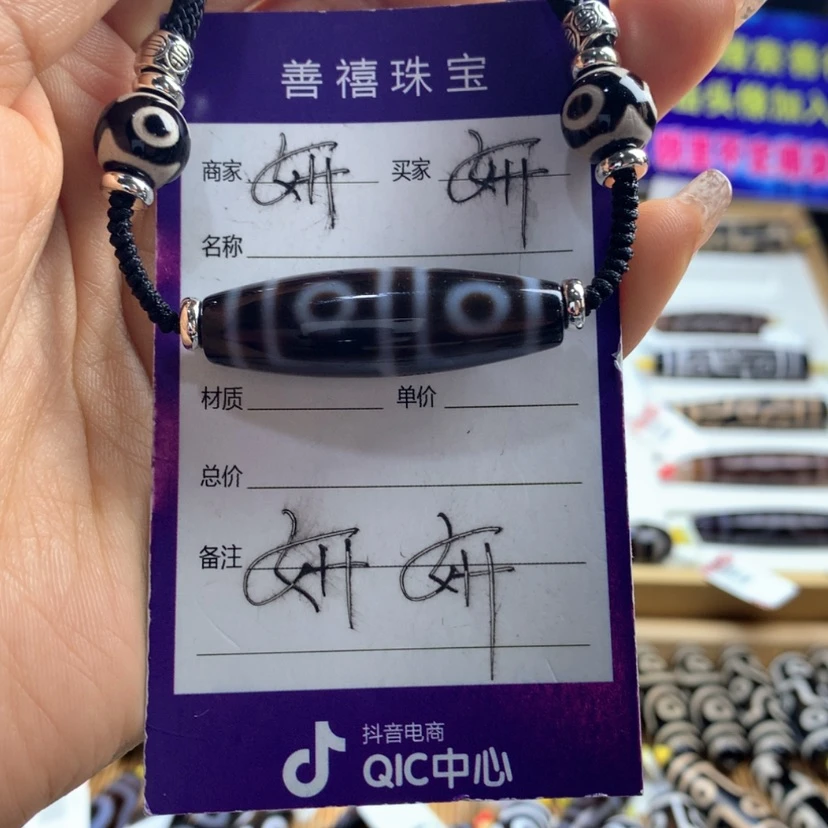 善禧珠宝
商家 妍 买家 妍
名称
材质 单价
总价
备注 妍 妍
抖音电商
QIC中心